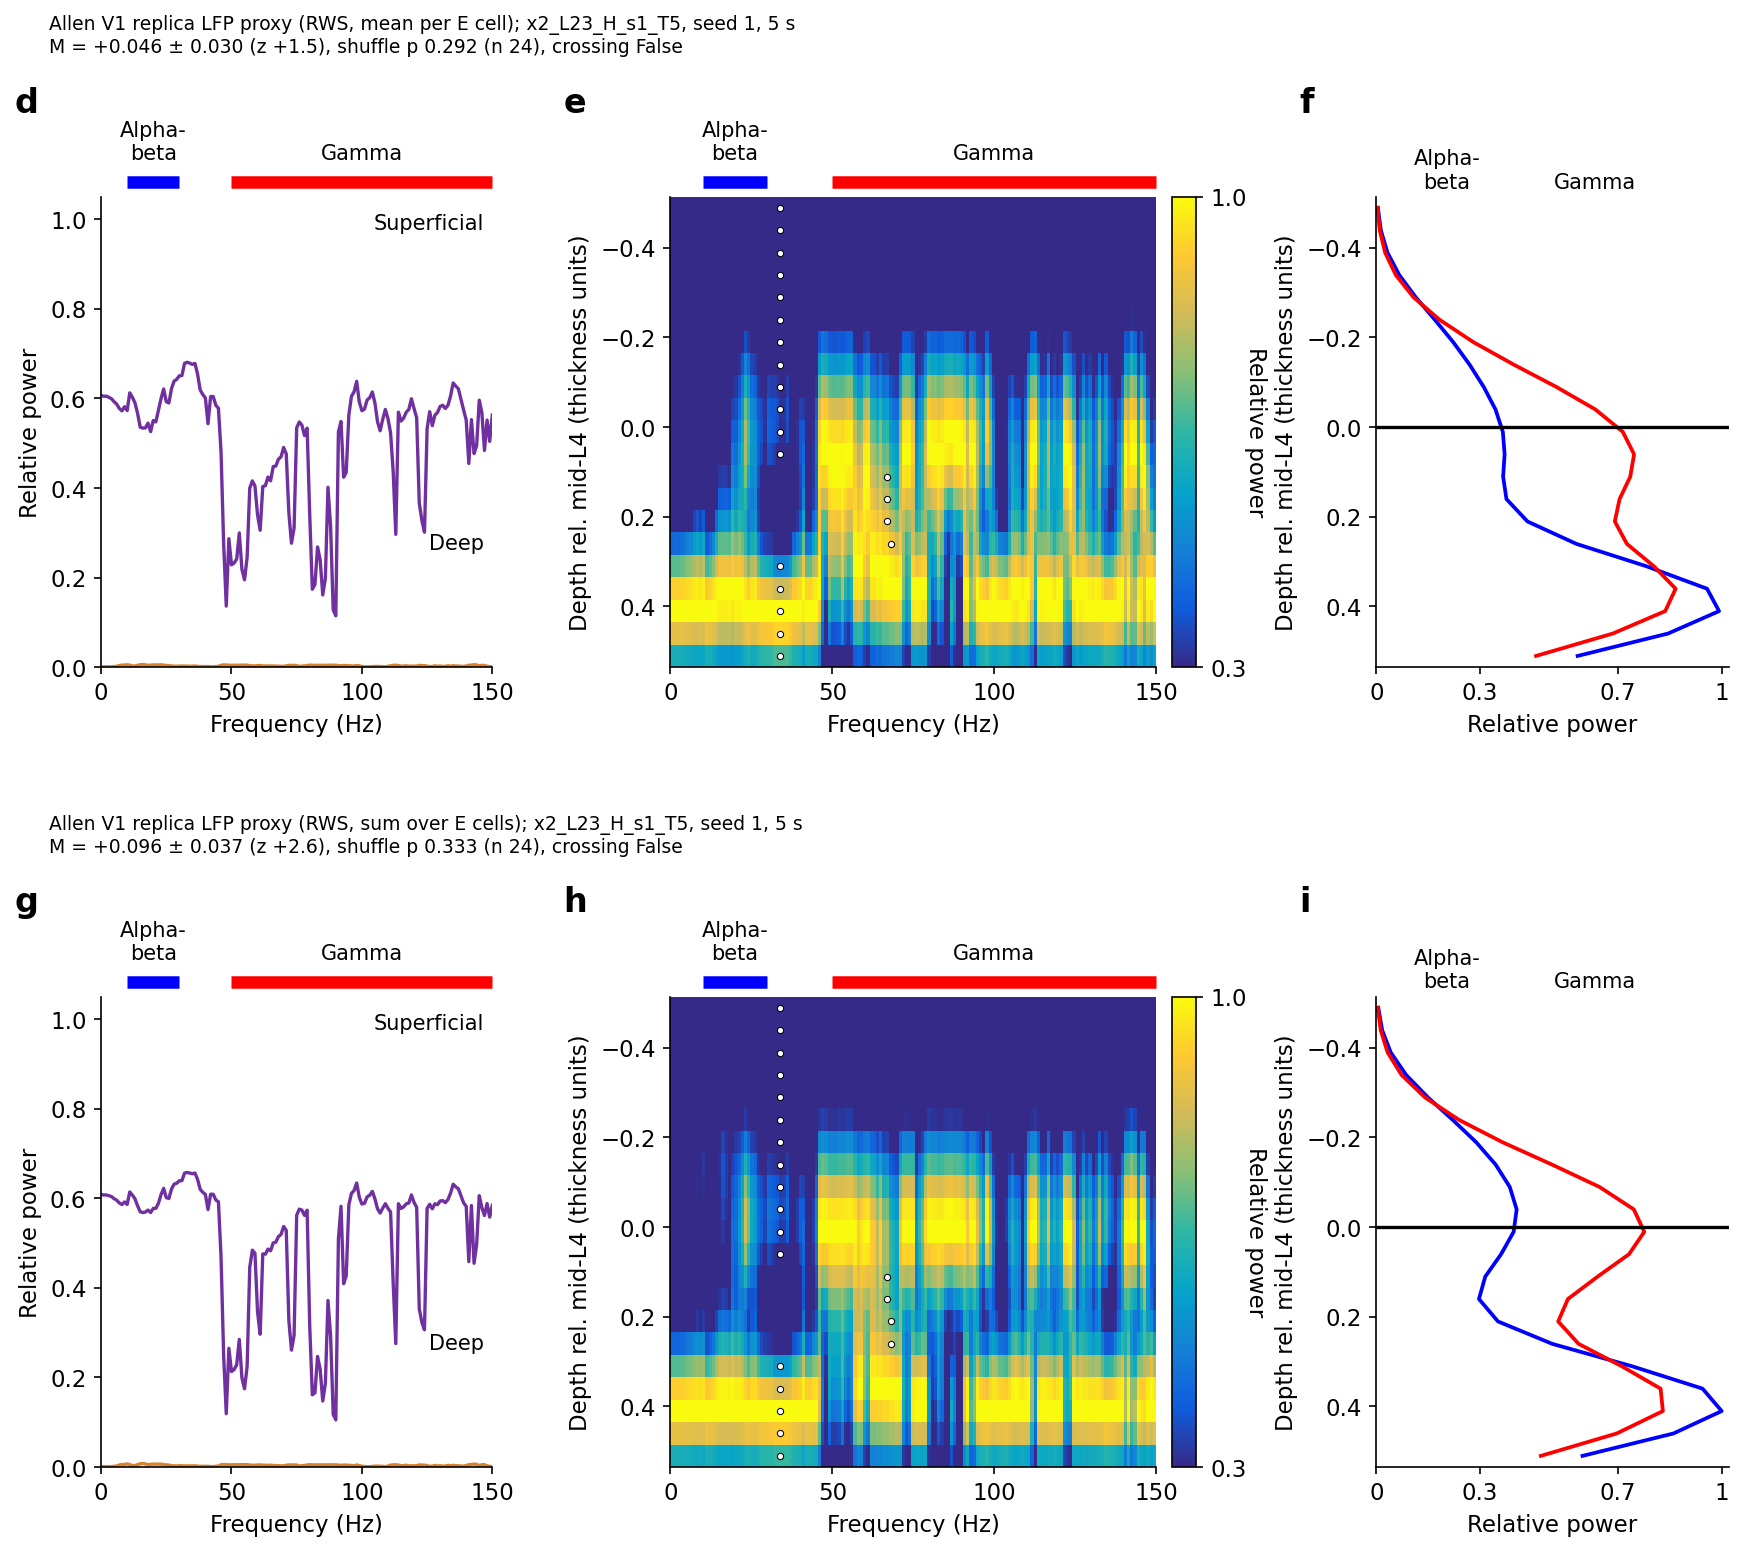 Allen V1 replica LFP proxy (RWS, mean per E cell); x2_L23_H_s1_T5, seed 1, 5 s
M = +0.046 ± 0.030 (z +1.5), shuffle p 0.292 (n 24), crossing False
d
Alpha-
beta
Gamma
Superficial
Deep
Relative power
1.0
0.8
0.6
0.4
0.2
0.0
0
50
100
150
Frequency (Hz)
e
Alpha-
beta
Gamma
Depth rel. mid-L4 (thickness units)
−0.4
−0.2
0.0
0.2
0.4
0
50
100
150
Frequency (Hz)
1.0
0.3
Relative power
f
Alpha-
beta
Gamma
Depth rel. mid-L4 (thickness units)
−0.4
−0.2
0.0
0.2
0.4
0
0.3
0.7
1
Relative power
Allen V1 replica LFP proxy (RWS, sum over E cells); x2_L23_H_s1_T5, seed 1, 5 s
M = +0.096 ± 0.037 (z +2.6), shuffle p 0.333 (n 24), crossing False
g
Alpha-
beta
Gamma
Superficial
Deep
Relative power
1.0
0.8
0.6
0.4
0.2
0.0
0
50
100
150
Frequency (Hz)
h
Alpha-
beta
Gamma
Depth rel. mid-L4 (thickness units)
−0.4
−0.2
0.0
0.2
0.4
0
50
100
150
Frequency (Hz)
1.0
0.3
Relative power
i
Alpha-
beta
Gamma
Depth rel. mid-L4 (thickness units)
−0.4
−0.2
0.0
0.2
0.4
0
0.3
0.7
1
Relative power